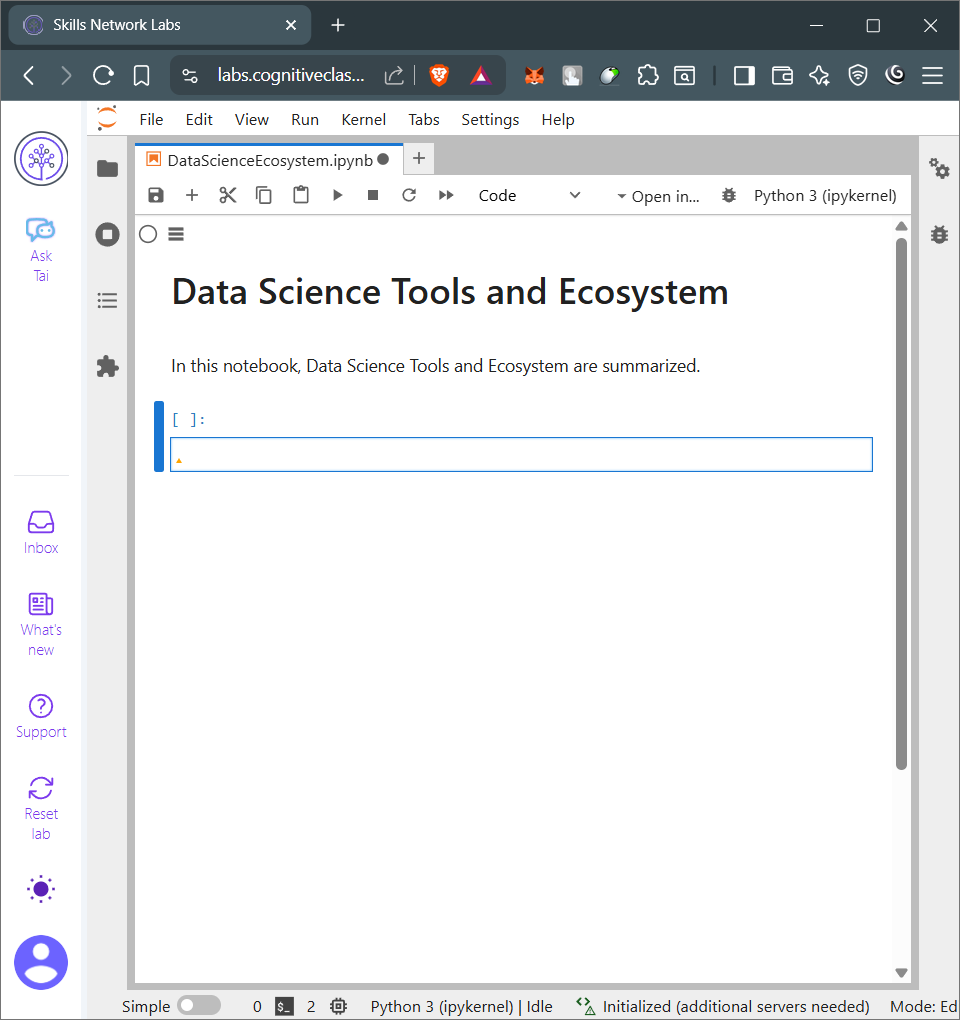 Skills Network Labs
labs.cognitiveclas...
File Edit View Run Kernel Tabs Settings Help
DataScienceEcosystem.ipynb
Code Open in... Python 3 (ipykernel)
Ask
Tai
Data Science Tools and Ecosystem
In this notebook, Data Science Tools and Ecosystem are summarized.
[ ]:
Inbox
What's
new
Support
Reset
lab
Simple 0 $_ 2 Python 3 (ipykernel) | Idle Initialized (additional servers needed) Mode: Ed